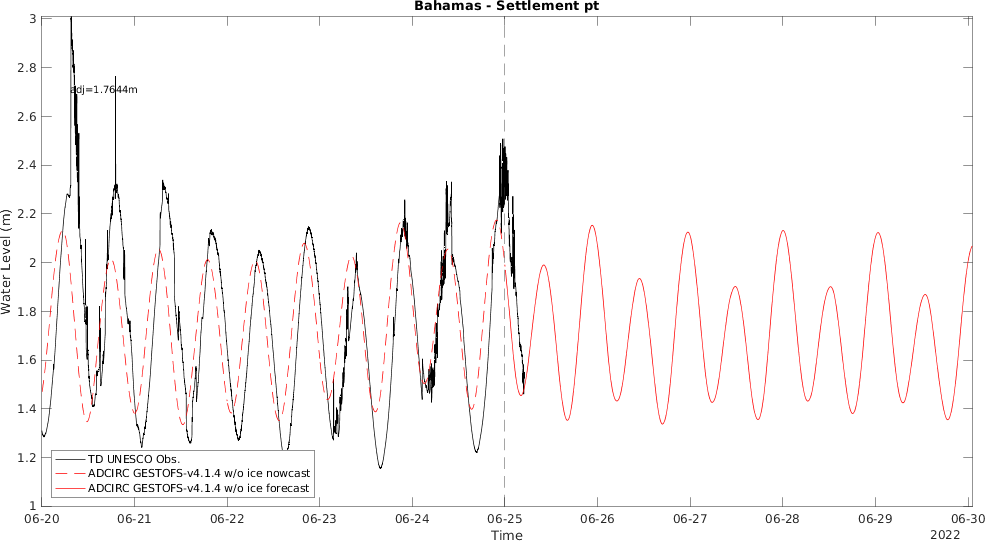 Bahamas - Settlement pt
3
2.8
adj=1.7644m
2.6
2.4
2.2
2
1.8
1.6
1.4
1.2
1
Water Level (m)
TD UNESCO Obs.
ADCIRC GESTOFS-v4.1.4 w/o ice nowcast
ADCIRC GESTOFS-v4.1.4 w/o ice forecast
06-20 06-21 06-22 06-23 06-24 06-25 06-26 06-27 06-28 06-29 06-30
Time
2022